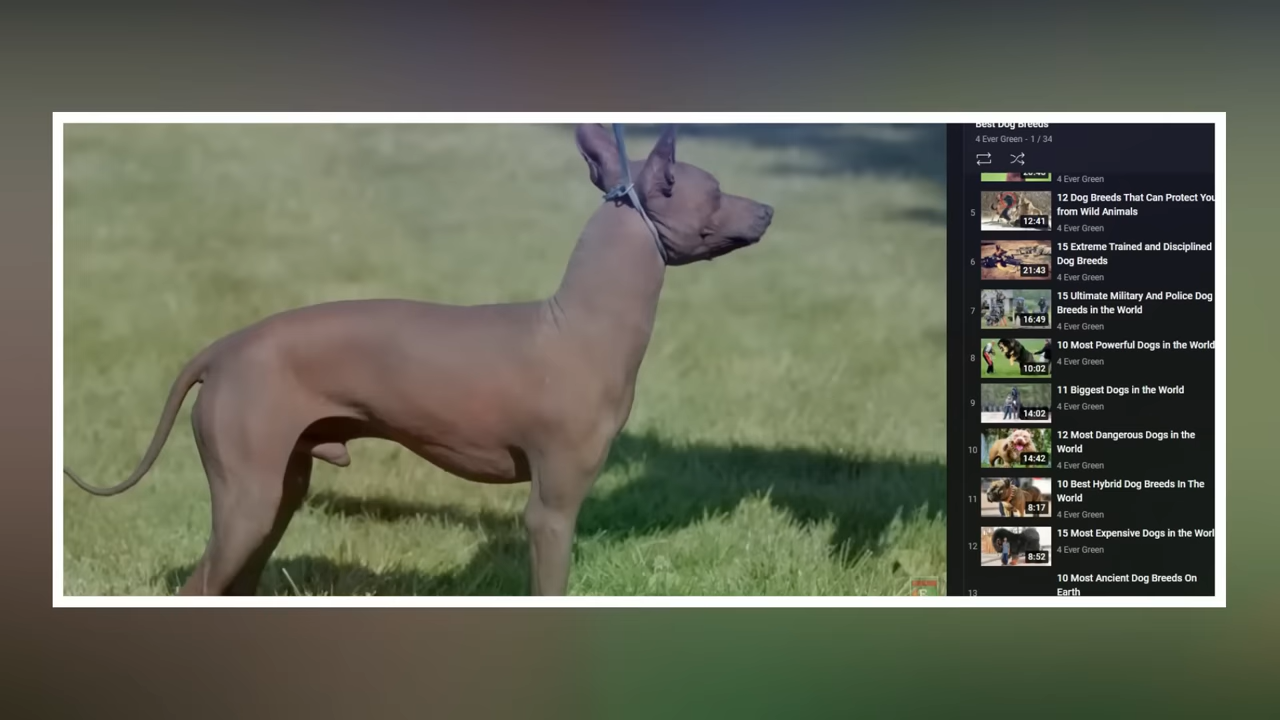 Best Dog Breeds
4 Ever Green - 1 / 34
4 Ever Green
5
12 Dog Breeds That Can Protect You
from Wild Animals
12:41
4 Ever Green
6
15 Extreme Trained and Disciplined
Dog Breeds
21:43
4 Ever Green
7
15 Ultimate Military And Police Dog
Breeds in the World
16:49
4 Ever Green
8
10 Most Powerful Dogs in the World
10:02
4 Ever Green
9
11 Biggest Dogs in the World
14:02
4 Ever Green
10
12 Most Dangerous Dogs in the
World
14:42
4 Ever Green
11
10 Best Hybrid Dog Breeds In The
World
8:17
4 Ever Green
12
15 Most Expensive Dogs in the Worl
8:52
4 Ever Green
13
10 Most Ancient Dog Breeds On
Earth